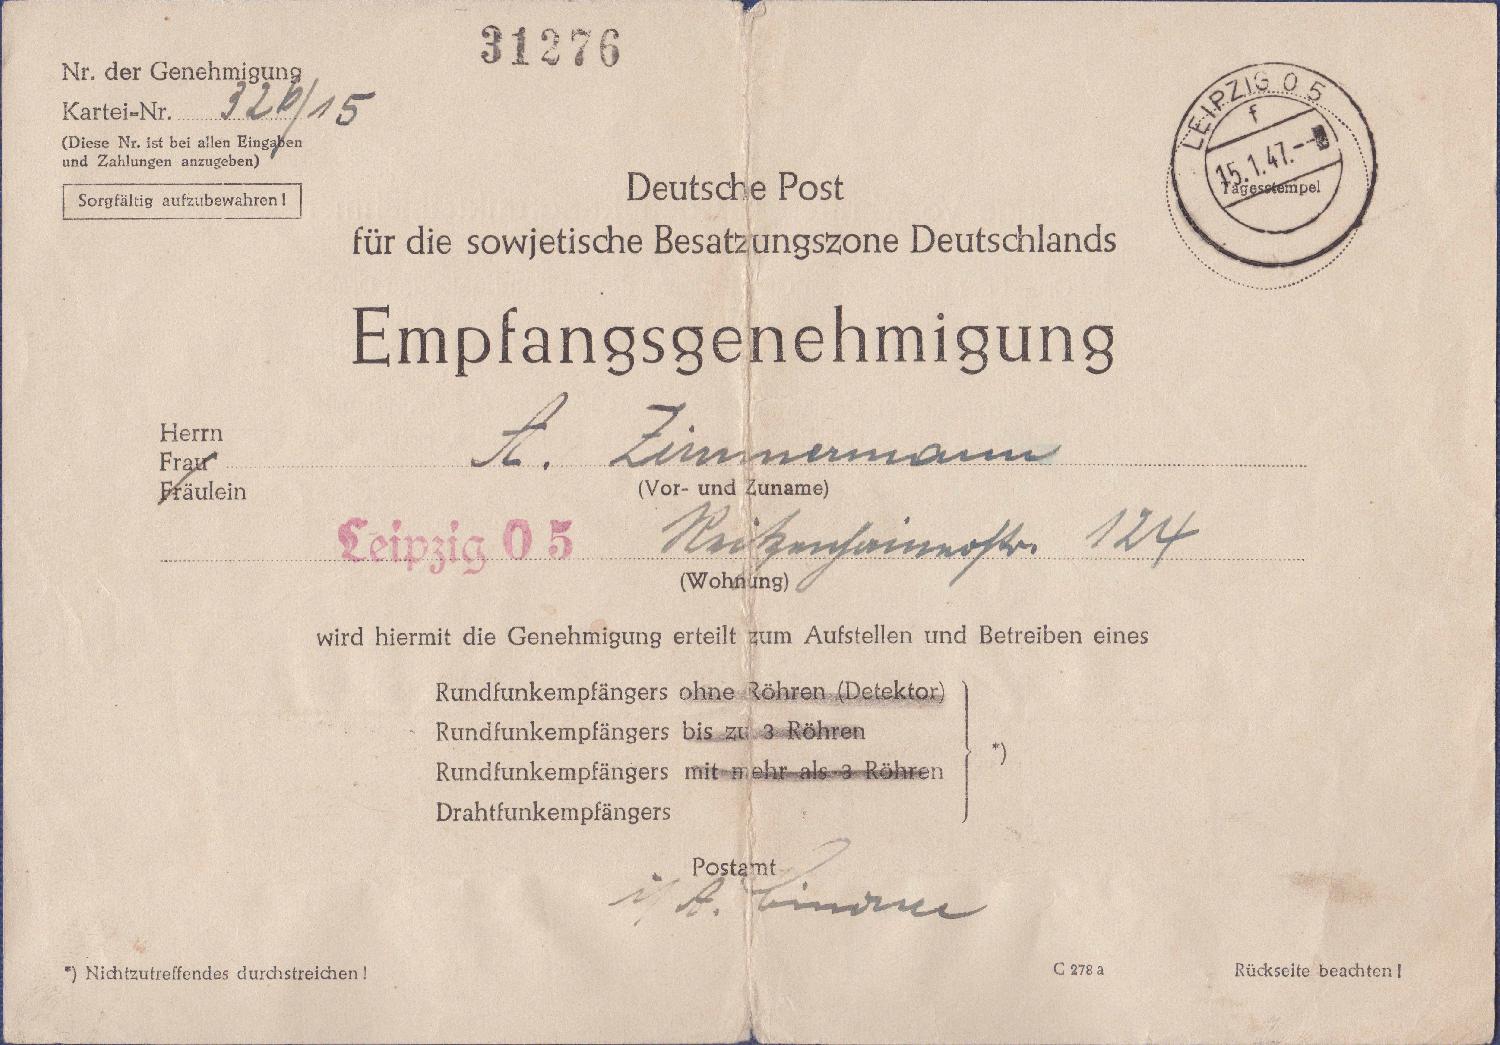 31276
Nr. der Genehmigung
Kartei-Nr. 326/15
(Diese Nr. ist bei allen Eingaben
und Zahlungen anzugeben)
Sorgfältig aufzubewahren!
LEIPZIG O 5
f
15.1.47.--
Tagesstempel
Deutsche Post
für die sowjetische Besatzungszone Deutschlands
Empfangsgenehmigung
Herrn
Frau
Fräulein
A. Zimmermann
(Vor- und Zuname)
Leipzig O 5 Reitzenhainerstr. 124
(Wohnung)
wird hiermit die Genehmigung erteilt zum Aufstellen und Betreiben eines
Rundfunkempfängers ohne Röhren (Detektor)
Rundfunkempfängers bis zu 3 Röhren
Rundfunkempfängers mit mehr als 3 Röhren
Drahtfunkempfängers
*)
Postamt
i/A.
*) Nichtzutreffendes durchstreichen!
C 278 a
Rückseite beachten!